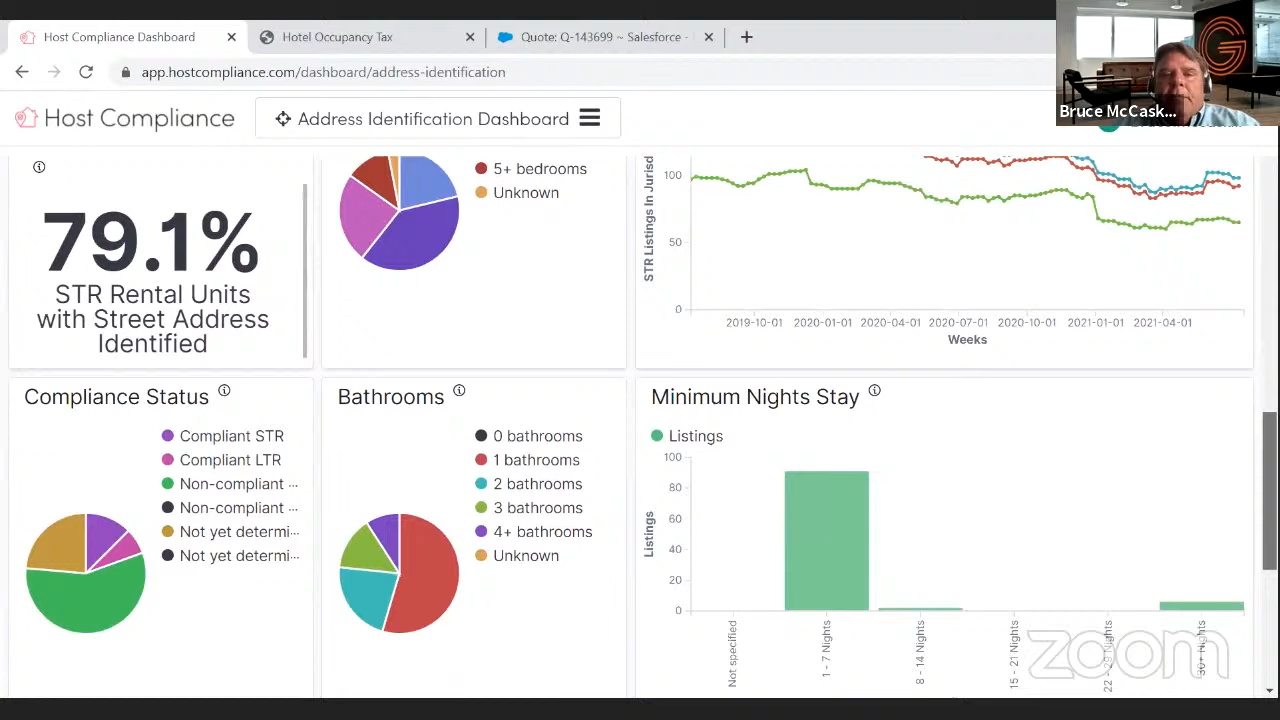 Host Compliance Dashboard
Hotel Occupancy Tax
Quote: Q-143699 ~ Salesforce -
app.hostcompliance.com/dashboard/address-identification
Bruce McCask...
Host Compliance
Address Identification Dashboard
79.1%
STR Rental Units
with Street Address
Identified
5+ bedrooms
Unknown
STR Listings In Jurisd
100
50
0
2019-10-01 2020-01-01 2020-04-01 2020-07-01 2020-10-01 2021-01-01 2021-04-01
Weeks
Compliance Status
Compliant STR
Compliant LTR
Non-compliant ...
Non-compliant ...
Not yet determi...
Not yet determi...
Bathrooms
0 bathrooms
1 bathrooms
2 bathrooms
3 bathrooms
4+ bathrooms
Unknown
Minimum Nights Stay
Listings
Listings
100
80
60
40
20
0
Not specified
1 - 7 Nights
8 - 14 Nights
15 - 21 Nights
30+ Nights
zoom